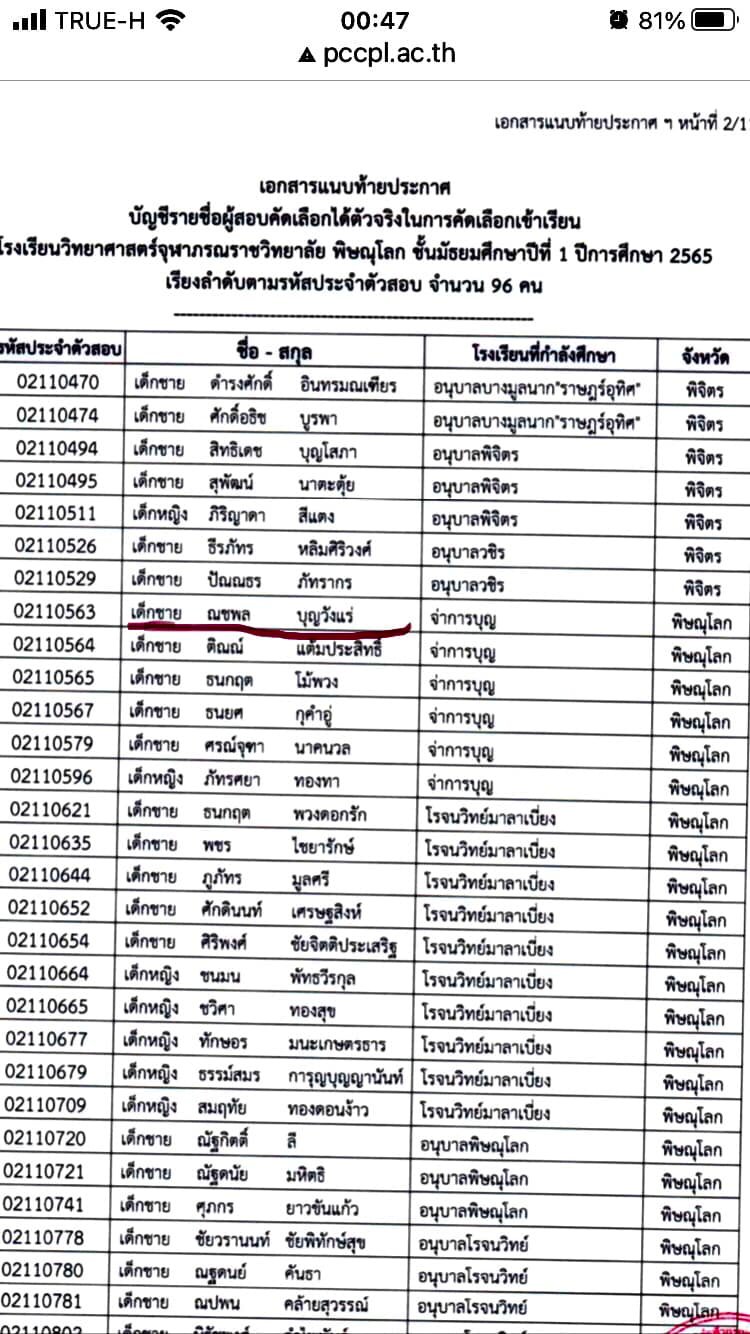 TRUE-H 00:47 81%
pccpl.ac.th
เอกสารแนบท้ายประกาศ ฯ หน้าที่ 2/1
เอกสารแนบท้ายประกาศ
บัญชีรายชื่อผู้สอบคัดเลือกได้ตัวจริงในการคัดเลือกเข้าเรียน
โรงเรียนวิทยาศาสตร์จุฬาภรณราชวิทยาลัย พิษณุโลก ชั้นมัธยมศึกษาปีที่ 1 ปีการศึกษา 2565
เรียงลำดับตามรหัสประจำตัวสอบ จำนวน 96 คน
รหัสประจำตัวสอบ ชื่อ - สกุล โรงเรียนที่กำลังศึกษา จังหวัด
02110470 เด็กชาย ดำรงศักดิ์ อินทรมณเฑียร อนุบาลบางมูลนาก"ราษฎร์อุทิศ" พิจิตร
02110474 เด็กชาย ศักดิ์อธิช บูรพา อนุบาลบางมูลนาก"ราษฎร์อุทิศ" พิจิตร
02110494 เด็กชาย สิทธิเดช บุญโสภา อนุบาลพิจิตร พิจิตร
02110495 เด็กชาย สุพัฒน์ นาตะตุ้ย อนุบาลพิจิตร พิจิตร
02110511 เด็กหญิง ภิริญาดา สีแตง อนุบาลพิจิตร พิจิตร
02110526 เด็กชาย ธีรภัทร หลิมศิริวงศ์ อนุบาลวชิร พิจิตร
02110529 เด็กชาย ปัณณธร ภัทรากร อนุบาลวชิร พิจิตร
02110563 เด็กชาย ณชพล บุญวังแร่ จ่าการบุญ พิษณุโลก
02110564 เด็กชาย ติณณ์ แต้มประสิทธิ์ จ่าการบุญ พิษณุโลก
02110565 เด็กชาย ธนกฤต โม้พวง จ่าการบุญ พิษณุโลก
02110567 เด็กชาย ธนยศ กุคำอู่ จ่าการบุญ พิษณุโลก
02110579 เด็กชาย ศรณ์จุฑา นาคนวล จ่าการบุญ พิษณุโลก
02110596 เด็กหญิง ภัทรศยา ทองทา จ่าการบุญ พิษณุโลก
02110621 เด็กชาย ธนกฤต พวงดอกรัก โรจนวิทย์มาลาเบี่ยง พิษณุโลก
02110635 เด็กชาย พชร ไชยารักษ์ โรจนวิทย์มาลาเบี่ยง พิษณุโลก
02110644 เด็กชาย ภูภัทร มูลศรี โรจนวิทย์มาลาเบี่ยง พิษณุโลก
02110652 เด็กชาย ศักดินนท์ เศรษฐสิงห์ โรจนวิทย์มาลาเบี่ยง พิษณุโลก
02110654 เด็กชาย ศิริพงศ์ ชัยจิตติประเสริฐ โรจนวิทย์มาลาเบี่ยง พิษณุโลก
02110664 เด็กหญิง ชนมน พัทธวีรกุล โรจนวิทย์มาลาเบี่ยง พิษณุโลก
02110665 เด็กหญิง ชวิศา ทองสุข โรจนวิทย์มาลาเบี่ยง พิษณุโลก
02110677 เด็กหญิง ทักษอร มนะเกษตรธาร โรจนวิทย์มาลาเบี่ยง พิษณุโลก
02110679 เด็กหญิง ธรรม์สมร การุญบุญญานันท์ โรจนวิทย์มาลาเบี่ยง พิษณุโลก
02110709 เด็กหญิง สมฤทัย ทองดอนง้าว โรจนวิทย์มาลาเบี่ยง พิษณุโลก
02110720 เด็กชาย ณัฐกิตติ์ ลี อนุบาลพิษณุโลก พิษณุโลก
02110721 เด็กชาย ณัฐดนัย มหิตธิ อนุบาลพิษณุโลก พิษณุโลก
02110741 เด็กชาย ศุภกร ยาวขันแก้ว อนุบาลพิษณุโลก พิษณุโลก
02110778 เด็กชาย ชัยวรานนท์ ชัยพิทักษ์สุข อนุบาลโรจนวิทย์ พิษณุโลก
02110780 เด็กชาย ณฐดนย์ คันธา อนุบาลโรจนวิทย์ พิษณุโลก
02110781 เด็กชาย ณปพน คล้ายสุวรรณ์ อนุบาลโรจนวิทย์ พิษณุโลก